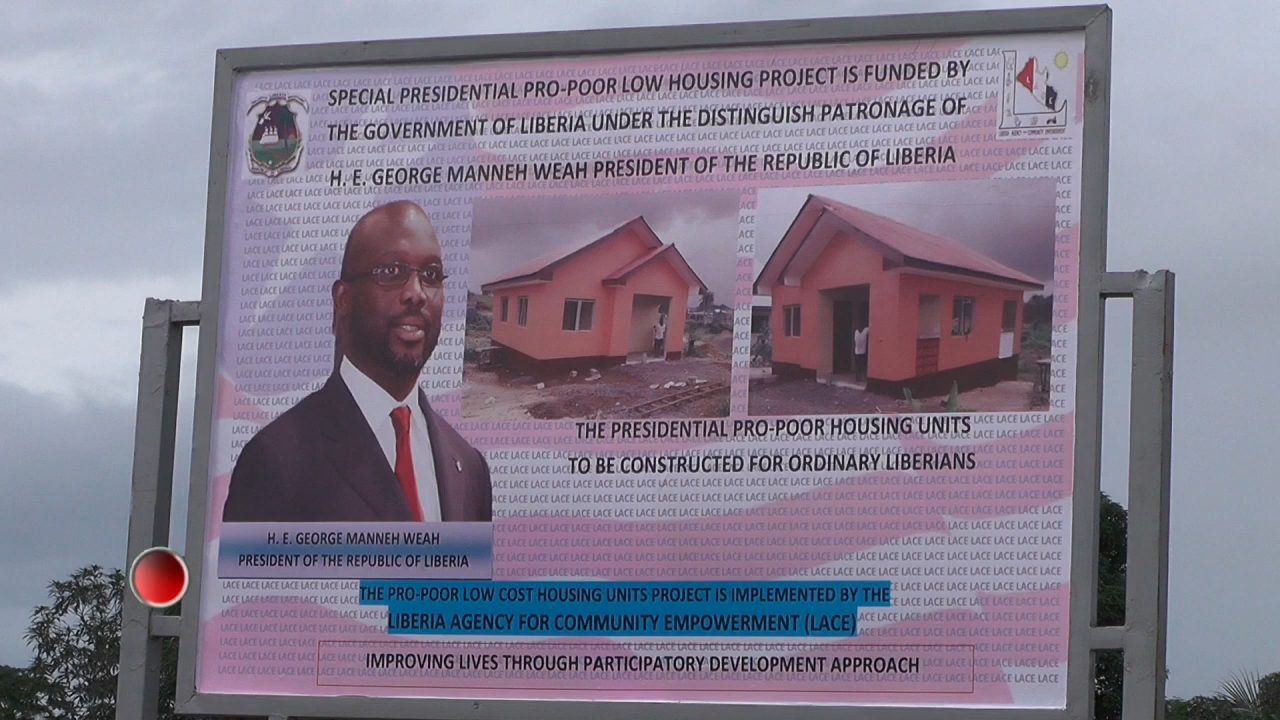 SPECIAL PRESIDENTIAL PRO-POOR LOW HOUSING PROJECT IS FUNDED BY
THE GOVERNMENT OF LIBERIA UNDER THE DISTINGUISH PATRONAGE OF
H. E. GEORGE MANNEH WEAH PRESIDENT OF THE REPUBLIC OF LIBERIA
THE PRESIDENTIAL PRO-POOR HOUSING UNITS
TO BE CONSTRUCTED FOR ORDINARY LIBERIANS
H. E. GEORGE MANNEH WEAH
PRESIDENT OF THE REPUBLIC OF LIBERIA
THE PRO-POOR LOW COST HOUSING UNITS PROJECT IS IMPLEMENTED BY THE
LIBERIA AGENCY FOR COMMUNITY EMPOWERMENT (LACE)
IMPROVING LIVES THROUGH PARTICIPATORY DEVELOPMENT APPROACH